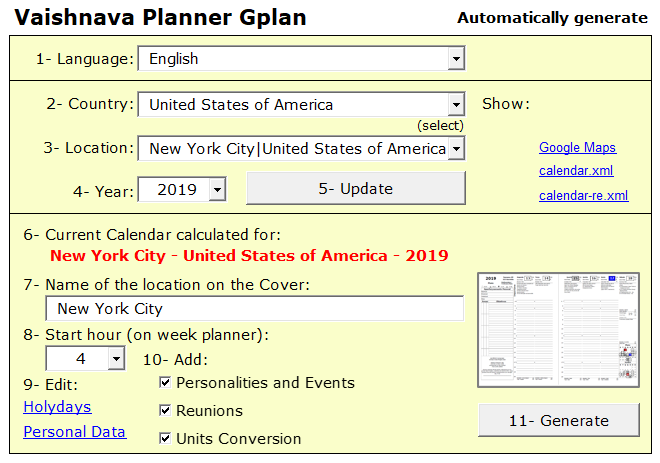 Vaishnava Planner Gplan Automatically generate
1- Language: English
2- Country: United States of America Show:
(select)
3- Location: New York City|United States of America Google Maps
calendar.xml
4- Year: 2019 5- Update calendar-re.xml
6- Current Calendar calculated for:
New York City - United States of America - 2019
7- Name of the location on the Cover:
New York City
8- Start hour (on week planner):
4 10- Add:
9- Edit: Personalities and Events
Holydays Reunions
Personal Data Units Conversion
2019
11- Generate